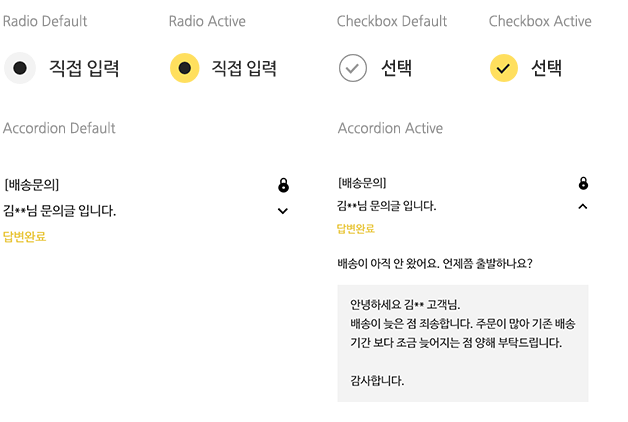 Radio Default
Radio Active
Checkbox Default
Checkbox Active
직접 입력
직접 입력
선택
선택
Accordion Default
Accordion Active
[배송문의]
김**님 문의글 입니다.
답변완료
[배송문의]
김**님 문의글 입니다.
답변완료
배송이 아직 안 왔어요. 언제쯤 출발하나요?
안녕하세요 김** 고객님.
배송이 늦은 점 죄송합니다. 주문이 많아 기존 배송
기간 보다 조금 늦어지는 점 양해 부탁드립니다.
감사합니다.